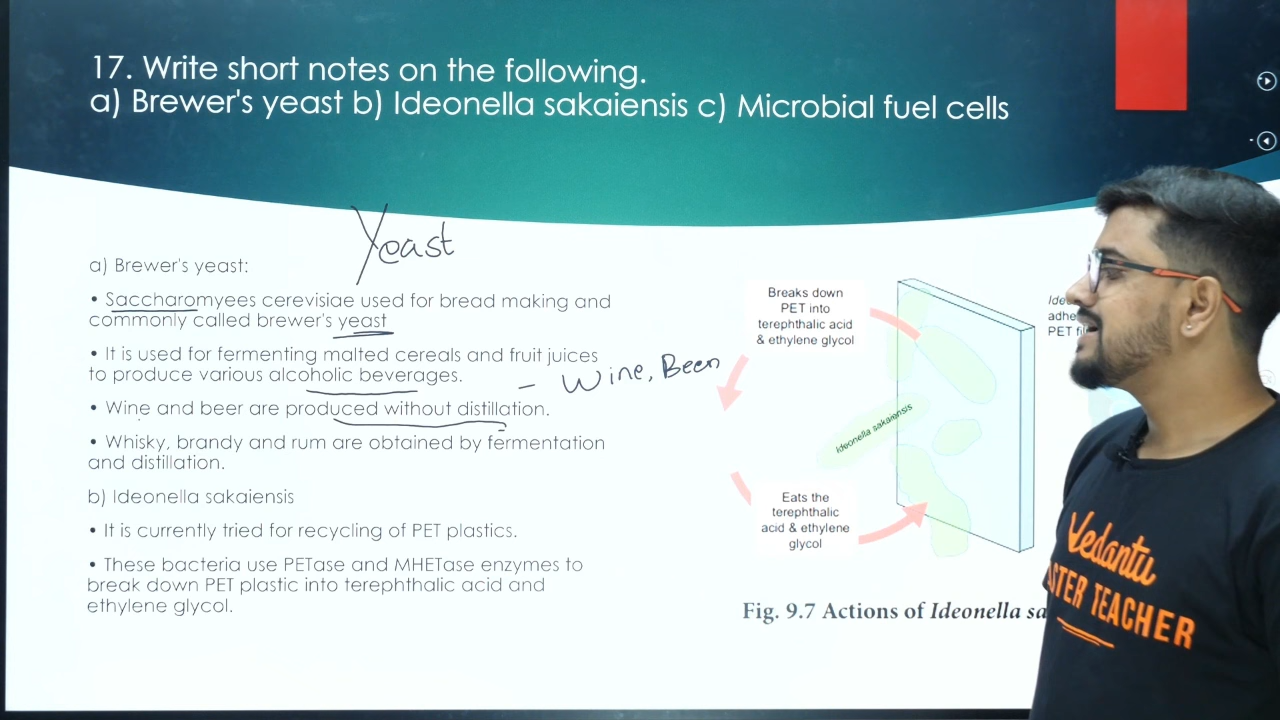 17. Write short notes on the following.
a) Brewer's yeast b) Ideonella sakaiensis c) Microbial fuel cells
Yeast
a) Brewer's yeast:
• Saccharomyees cerevisiae used for bread making and
commonly called brewer's yeast
• It is used for fermenting malted cereals and fruit juices
to produce various alcoholic beverages.
- Wine, Been
• Wine and beer are produced without distillation.
• Whisky, brandy and rum are obtained by fermentation
and distillation.
b) Ideonella sakaiensis
• It is currently tried for recycling of PET plastics.
• These bacteria use PETase and MHETase enzymes to
break down PET plastic into terephthalic acid and
ethylene glycol.
Breaks down
PET into
terephthalic acid
& ethylene glycol
Ideonella sakaiensis
Eats the
terephthalic
acid & ethylene
glycol
Ide
adhe
PET fil
Fig. 9.7 Actions of Ideonella sa
Vedantu
STER TEACHER